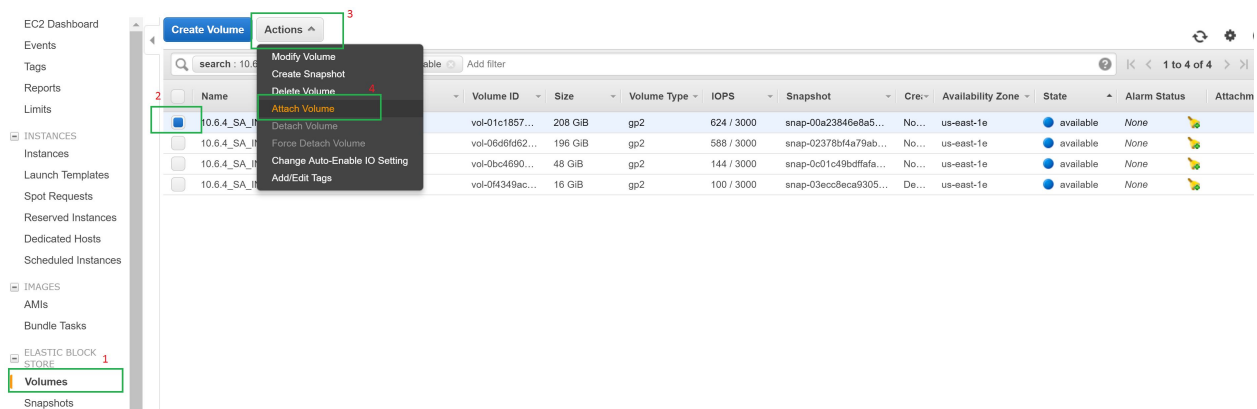 EC2 Dashboard
Events
Tags
Reports
Limits
INSTANCES
Instances
Launch Templates
Spot Requests
Reserved Instances
Dedicated Hosts
Scheduled Instances
IMAGES
AMIs
Bundle Tasks
ELASTIC BLOCK
STORE
1
Volumes
Snapshots
Create Volume Actions 3
search : 10.6 able Add filter 1 to 4 of 4
Modify Volume
Create Snapshot
Delete Volume 4
Attach Volume
Detach Volume
Force Detach Volume
Change Auto-Enable IO Setting
Add/Edit Tags
2 Name Volume ID Size Volume Type IOPS Snapshot Crea Availability Zone State Alarm Status Attachm
10.6.4_SA_IN vol-01c1857... 208 GiB gp2 624 / 3000 snap-00a23846e8a5... No... us-east-1e available None
10.6.4_SA_IN vol-06d6fd62... 196 GiB gp2 588 / 3000 snap-02378bf4a79ab... No... us-east-1e available None
10.6.4_SA_IN vol-0bc4690... 48 GiB gp2 144 / 3000 snap-0c01c49bdffafa... No... us-east-1e available None
10.6.4_SA_IN vol-0f4349ac... 16 GiB gp2 100 / 3000 snap-03ecc8eca9305... De... us-east-1e available None